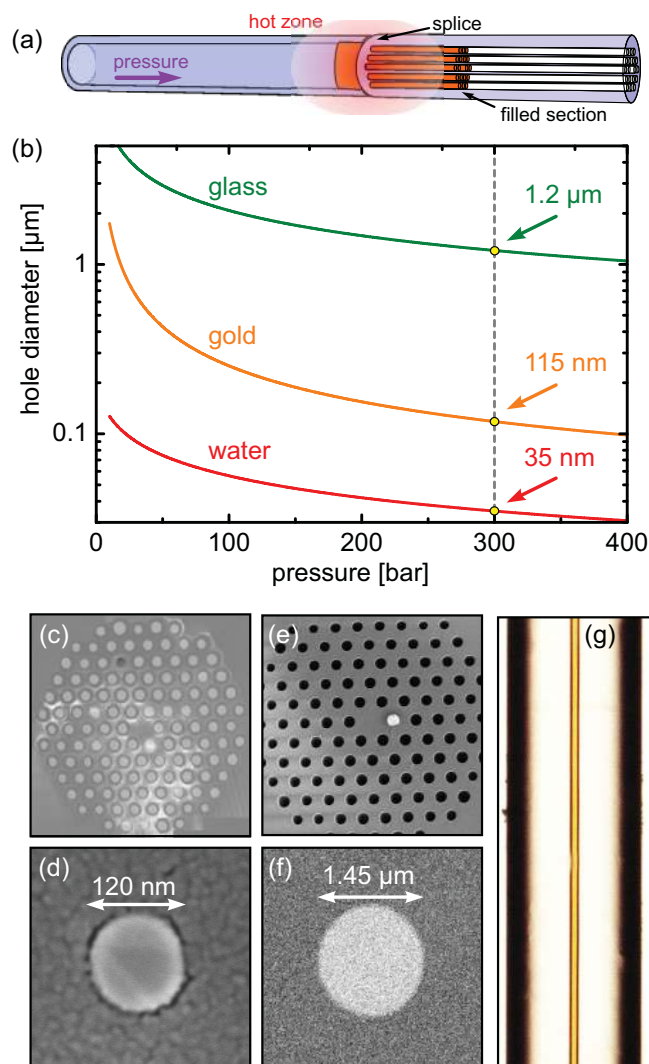 (a)
hot zone
splice
pressure
filled section
(b)
hole diameter [µm]
1
0.1
glass
gold
water
1.2 µm
115 nm
35 nm
0
100
200
300
400
pressure [bar]
(c)
(e)
(g)
(d)
120 nm
(f)
1.45 µm